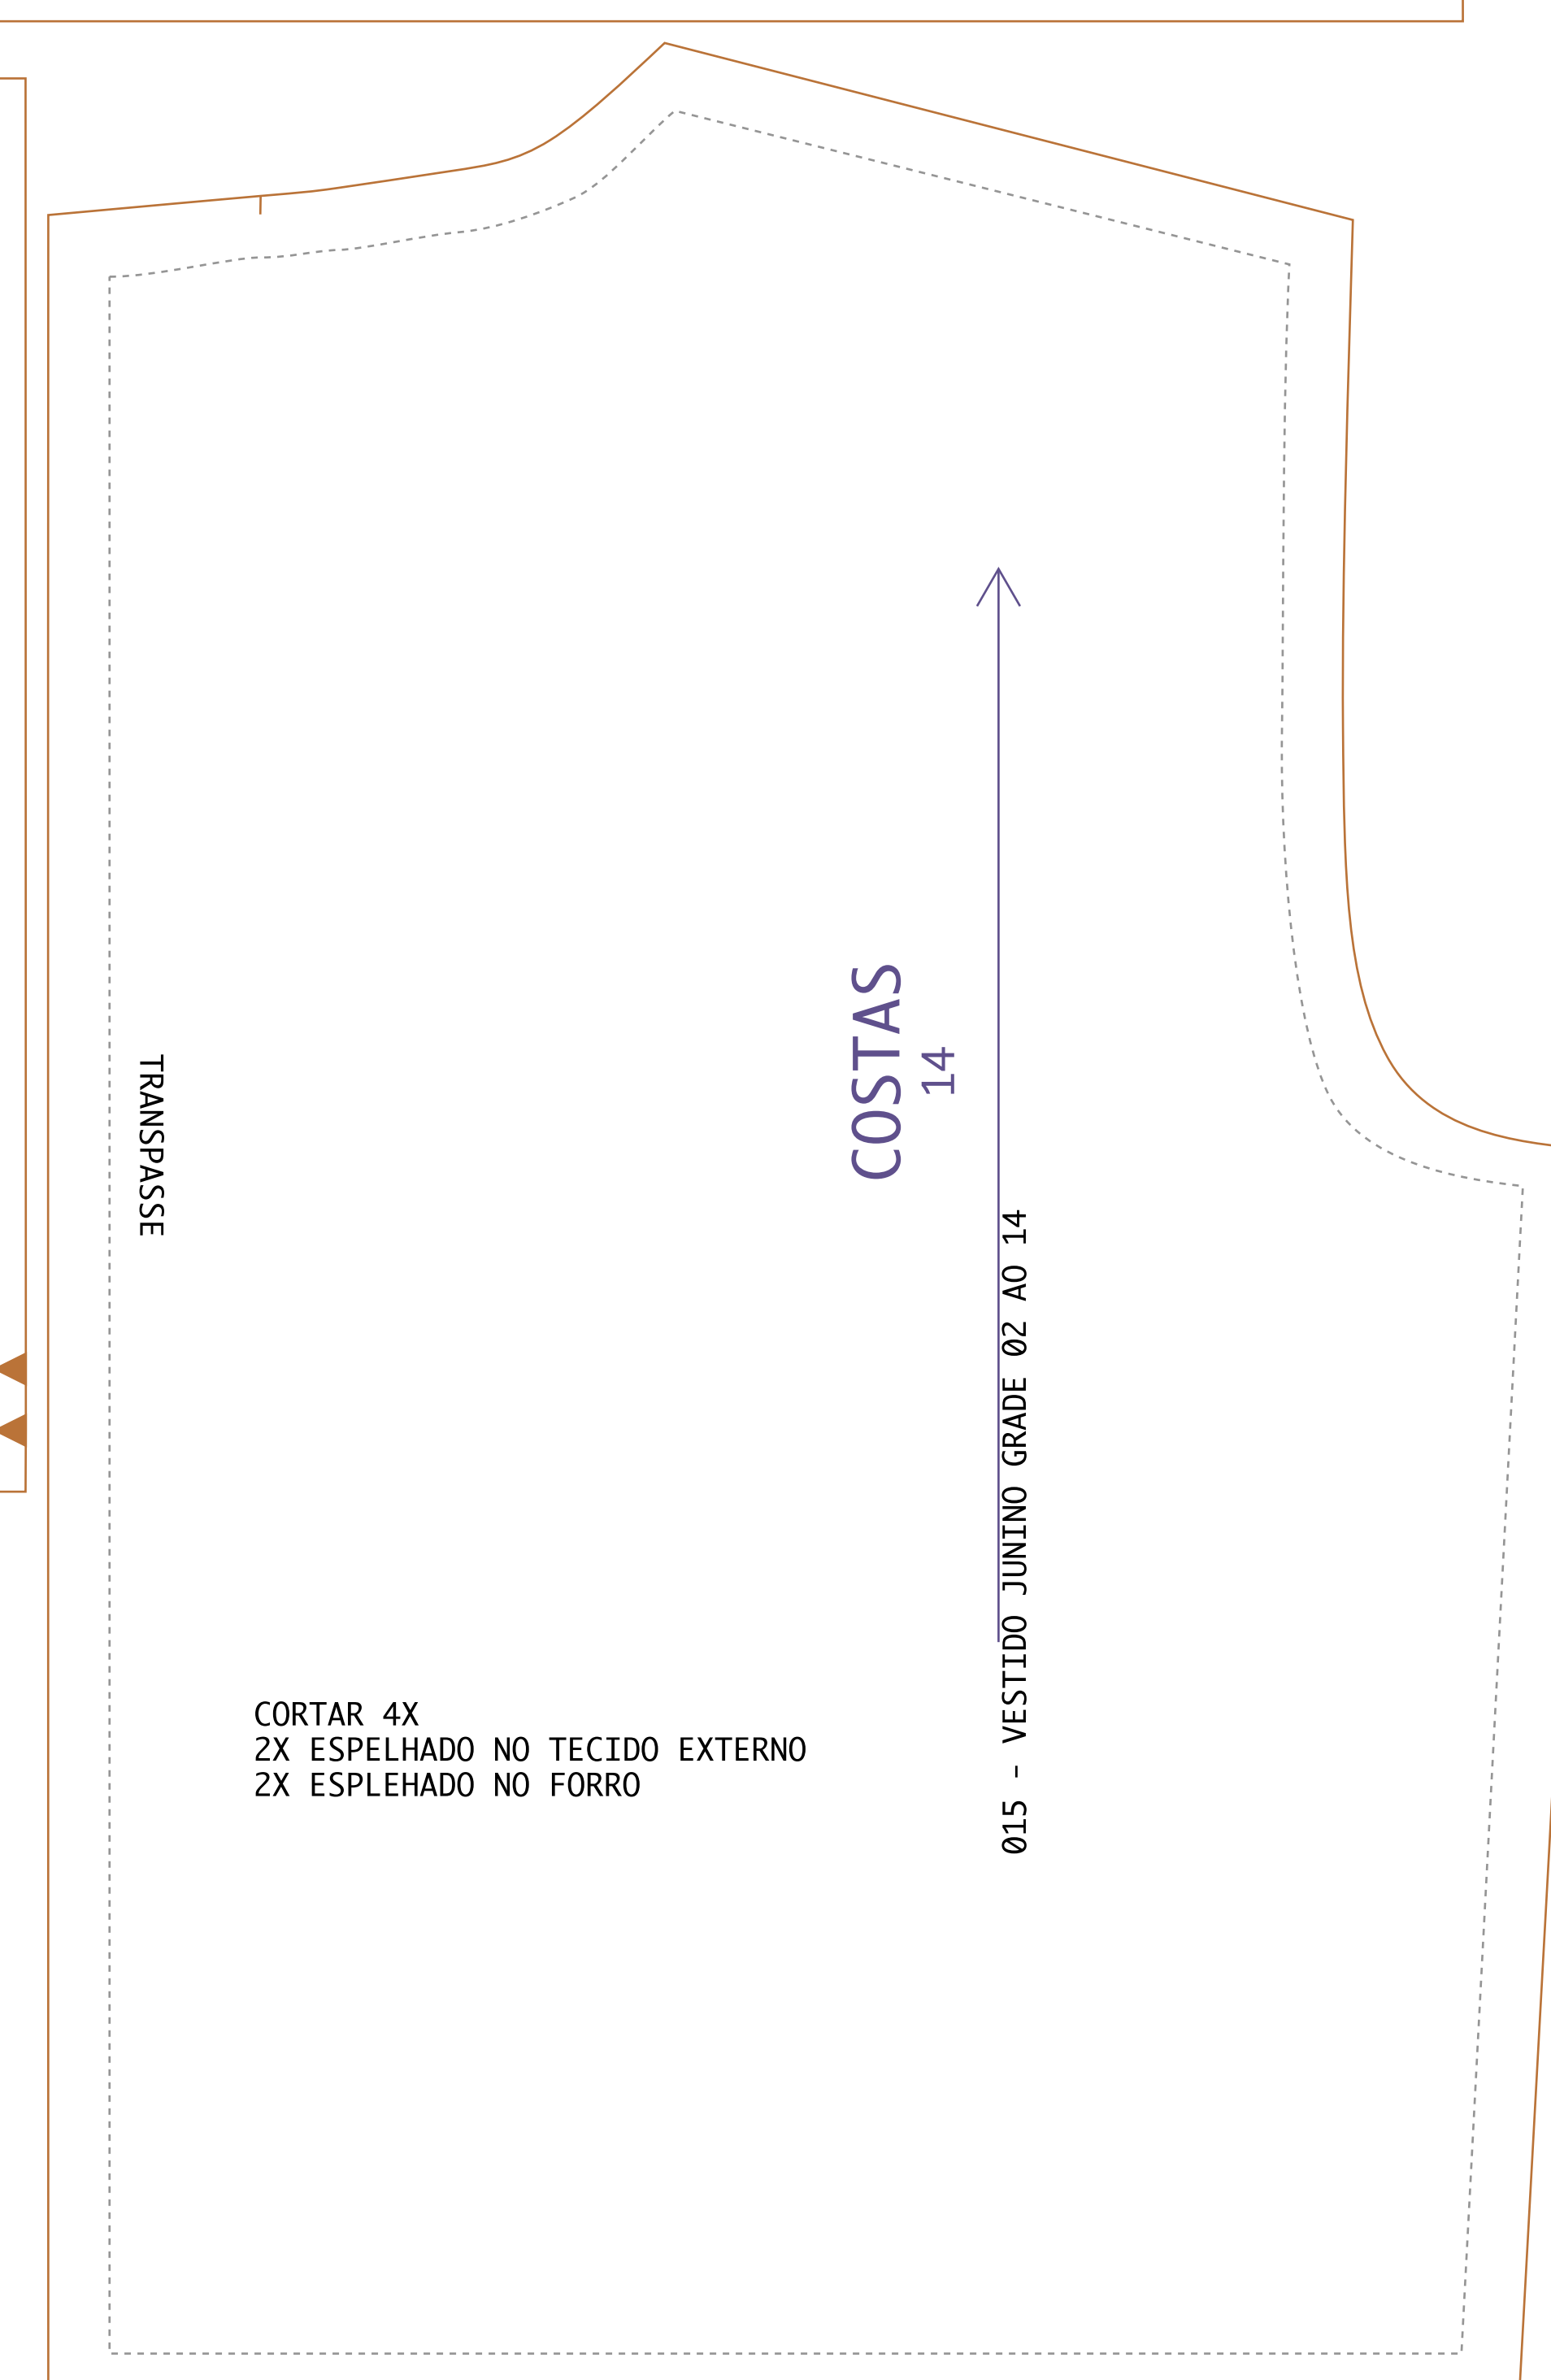 COSTAS
14
TRANSPASSE
015 - VESTIDO JUNINO GRADE 02 AO 14
CORTAR 4X
2X ESPELHADO NO TECIDO EXTERNO
2X ESPLEHADO NO FORRO